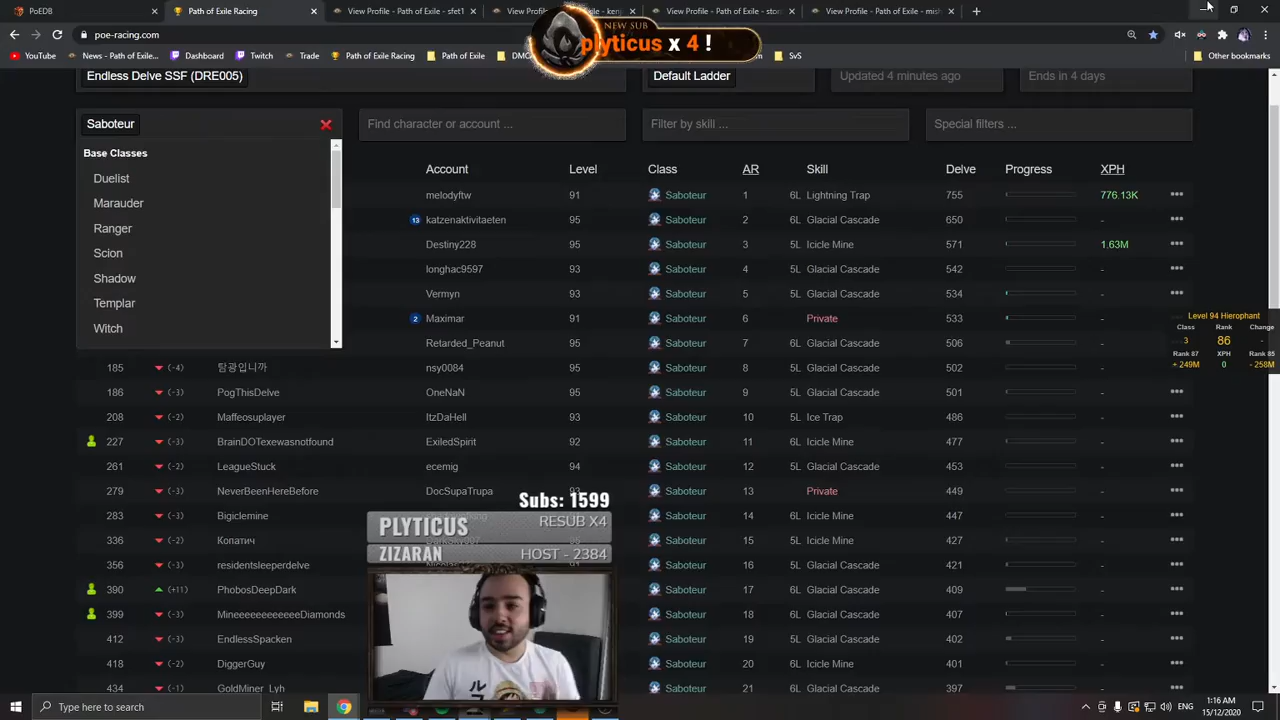 PoEDB
Path of Exile Racing
View Profile - Path of Exile - set1
View Profile - Path of Exile - kenj
View Profile - Path of Exile - doc
View Profile - Path of Exile - mish
NEW SUB
plyticus x 4 !
poe-racing.com
YouTube
News - Path of Exile
Dashboard
Twitch
Trade
Path of Exile Racing
Path of Exile
DMC
SvS
Other bookmarks
Endless Delve SSF (DRE005)
Default Ladder
Updated 4 minutes ago
Ends in 4 days
Saboteur
Find character or account ...
Filter by skill ...
Special filters ...
Base Classes
Duelist
Marauder
Ranger
Scion
Shadow
Templar
Witch
Account Level Class AR Skill Delve Progress XPH
melodyftw 91 Saboteur 1 6L Lightning Trap 755 776.13K
13 katzenaktivitaeten 95 Saboteur 2 6L Glacial Cascade 650 -
Destiny228 95 Saboteur 3 5L Icicle Mine 571 1.63M
longhac9597 93 Saboteur 4 5L Glacial Cascade 542 -
Vermyn 93 Saboteur 5 5L Glacial Cascade 534 -
2 Maximar 91 Saboteur 6 Private 533 -
Retarded_Peanut 95 Saboteur 7 6L Glacial Cascade 506 -
185 (-4) 탐광입니까 nsy0084 95 Saboteur 8 5L Glacial Cascade 502 -
186 (-3) PogThisDelve OneNaN 95 Saboteur 9 5L Glacial Cascade 501 -
208 (-2) Maffeosuplayer ItzDaHell 93 Saboteur 10 5L Ice Trap 486 -
227 (-3) BrainDOTexewasnotfound ExiledSpirit 92 Saboteur 11 6L Icicle Mine 477 -
261 (-2) LeagueStuck ecemig 94 Saboteur 12 6L Glacial Cascade 453 -
279 (-3) NeverBeenHereBefore DocSupaTrupa Saboteur 13 Private 449 -
283 (-3) Bigiclemine Saboteur 14 6L Icicle Mine 447 -
336 (-2) Копатич Saboteur 15 5L Icicle Mine 427 -
356 (-3) residentsleeperdelve Saboteur 16 5L Glacial Cascade 421 -
390 (+11) PhobosDeepDark Saboteur 17 6L Glacial Cascade 409 -
399 (-3) MineeeeeeeeeeeDiamonds Saboteur 18 6L Glacial Cascade 407 -
412 (-3) EndlessSpacken Saboteur 19 5L Glacial Cascade 402 -
418 (-2) DiggerGuy Saboteur 20 6L Icicle Mine 401 -
434 (-1) GoldMiner_Lyh Saboteur 21 6L Glacial Cascade 397 -
Level 94 Hierophant
Class Rank Change
3 86 -
Rank 87 XPH Rank 85
+ 249M 0 - 258M
Subs: 1599
PLYTICUS RESUB X4
ZIZARAN HOST - 2384
Type here to search
ENG
1:16 AM
15/12/2020